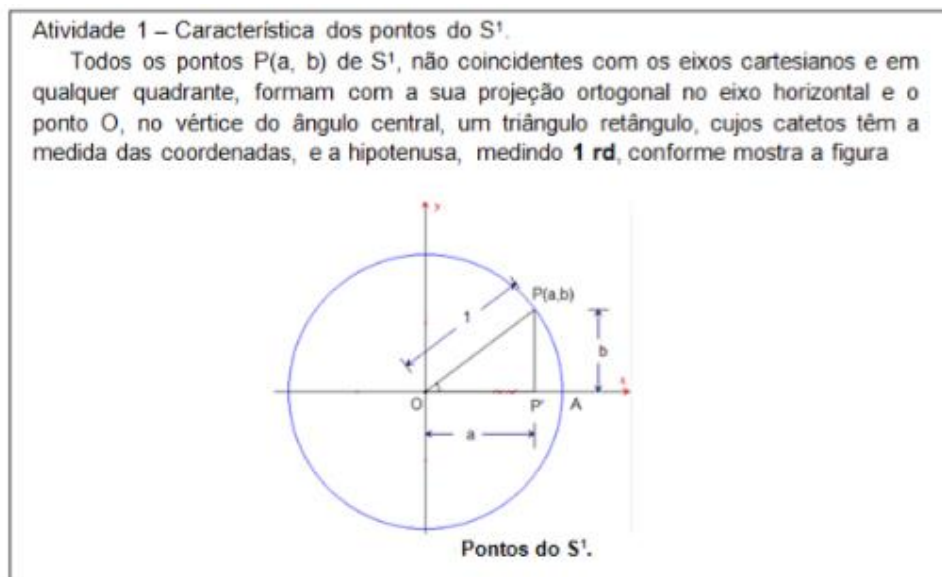 Atividade 1 – Característica dos pontos do S¹.
Todos os pontos P(a, b) de S¹, não coincidentes com os eixos cartesianos e em
qualquer quadrante, formam com a sua projeção ortogonal no eixo horizontal e o
ponto O, no vértice do ângulo central, um triângulo retângulo, cujos catetos têm a
medida das coordenadas, e a hipotenusa, medindo 1 rd, conforme mostra a figura
y
P(a,b)
1
b
x
O
P'
A
a
Pontos do S¹.